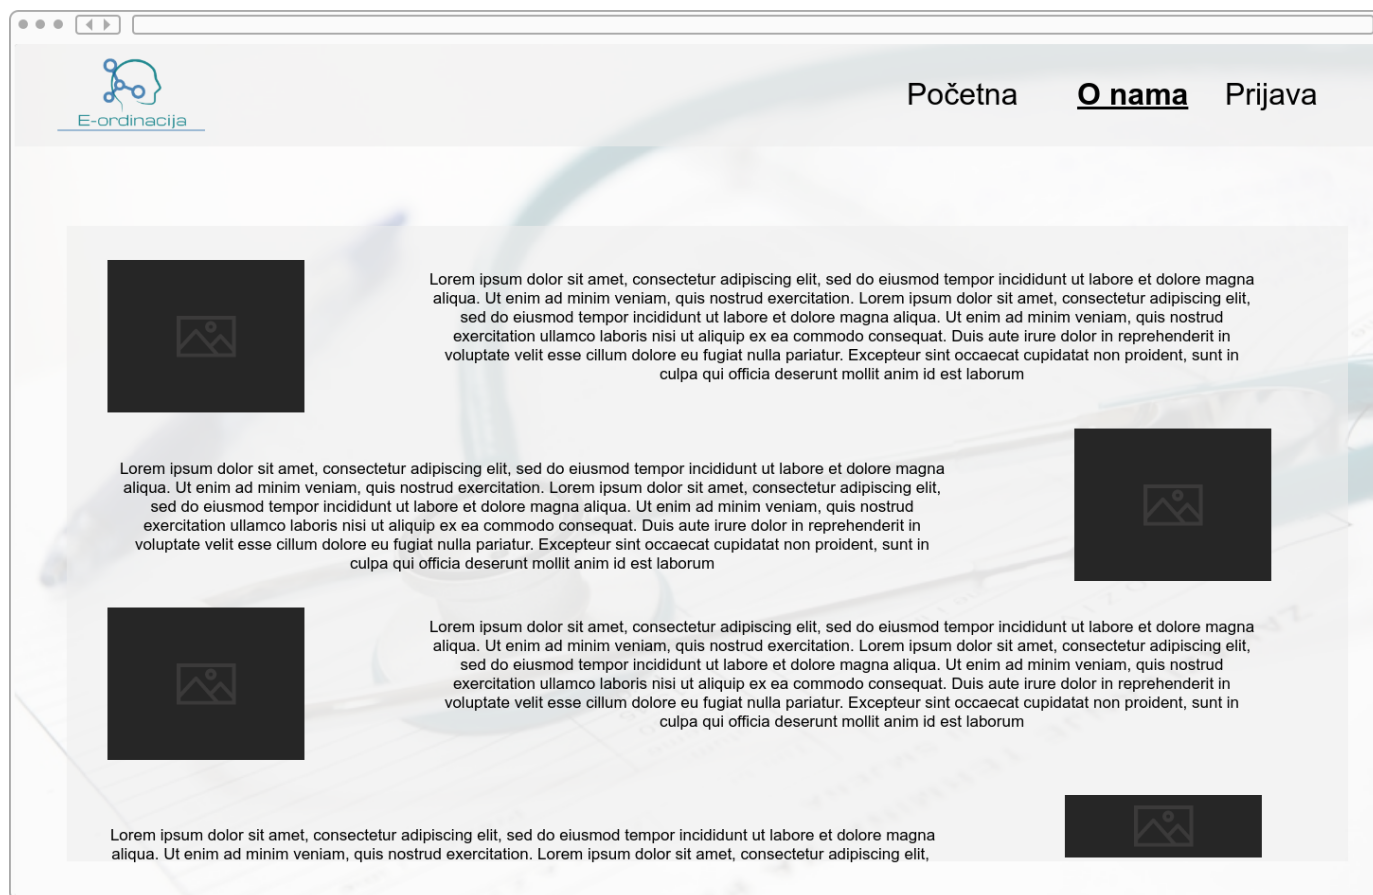 E-ordinacija
Početna O nama Prijava
Lorem ipsum dolor sit amet, consectetur adipiscing elit, sed do eiusmod tempor incididunt ut labore et dolore magna
aliqua. Ut enim ad minim veniam, quis nostrud exercitation. Lorem ipsum dolor sit amet, consectetur adipiscing elit,
sed do eiusmod tempor incididunt ut labore et dolore magna aliqua. Ut enim ad minim veniam, quis nostrud
exercitation ullamco laboris nisi ut aliquip ex ea commodo consequat. Duis aute irure dolor in reprehenderit in
voluptate velit esse cillum dolore eu fugiat nulla pariatur. Excepteur sint occaecat cupidatat non proident, sunt in
culpa qui officia deserunt mollit anim id est laborum
Lorem ipsum dolor sit amet, consectetur adipiscing elit, sed do eiusmod tempor incididunt ut labore et dolore magna
aliqua. Ut enim ad minim veniam, quis nostrud exercitation. Lorem ipsum dolor sit amet, consectetur adipiscing elit,
sed do eiusmod tempor incididunt ut labore et dolore magna aliqua. Ut enim ad minim veniam, quis nostrud
exercitation ullamco laboris nisi ut aliquip ex ea commodo consequat. Duis aute irure dolor in reprehenderit in
voluptate velit esse cillum dolore eu fugiat nulla pariatur. Excepteur sint occaecat cupidatat non proident, sunt in
culpa qui officia deserunt mollit anim id est laborum
Lorem ipsum dolor sit amet, consectetur adipiscing elit, sed do eiusmod tempor incididunt ut labore et dolore magna
aliqua. Ut enim ad minim veniam, quis nostrud exercitation. Lorem ipsum dolor sit amet, consectetur adipiscing elit,
sed do eiusmod tempor incididunt ut labore et dolore magna aliqua. Ut enim ad minim veniam, quis nostrud
exercitation ullamco laboris nisi ut aliquip ex ea commodo consequat. Duis aute irure dolor in reprehenderit in
voluptate velit esse cillum dolore eu fugiat nulla pariatur. Excepteur sint occaecat cupidatat non proident, sunt in
culpa qui officia deserunt mollit anim id est laborum
Lorem ipsum dolor sit amet, consectetur adipiscing elit, sed do eiusmod tempor incididunt ut labore et dolore magna
aliqua. Ut enim ad minim veniam, quis nostrud exercitation. Lorem ipsum dolor sit amet, consectetur adipiscing elit,